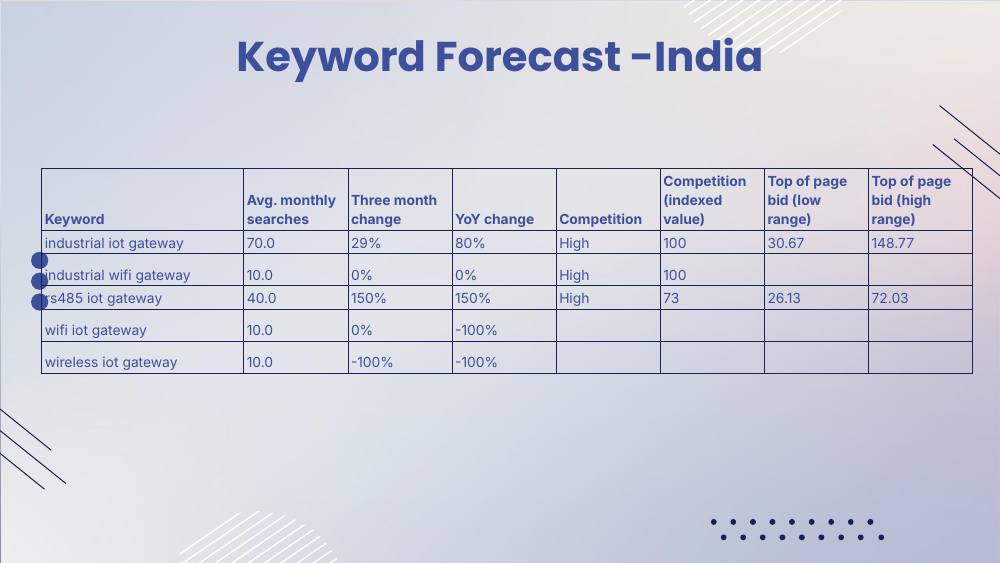 Keyword Forecast -India
Keyword Avg. monthly searches Three month change YoY change Competition Competition (indexed value) Top of page bid (low range) Top of page bid (high range)
industrial iot gateway 70.0 29% 80% High 100 30.67 148.77
industrial wifi gateway 10.0 0% 0% High 100
rs485 iot gateway 40.0 150% 150% High 73 26.13 72.03
wifi iot gateway 10.0 0% -100%
wireless iot gateway 10.0 -100% -100%